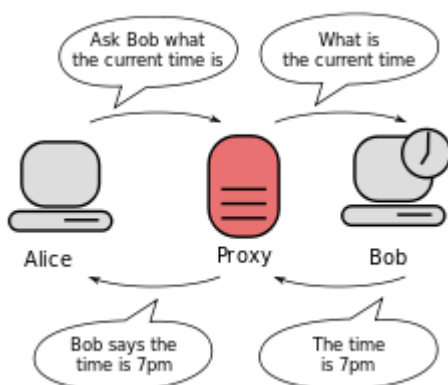 Ask Bob what
the current time is
What is
the current time
Alice
Proxy
Bob
Bob says the
time is 7pm
The time
is 7pm